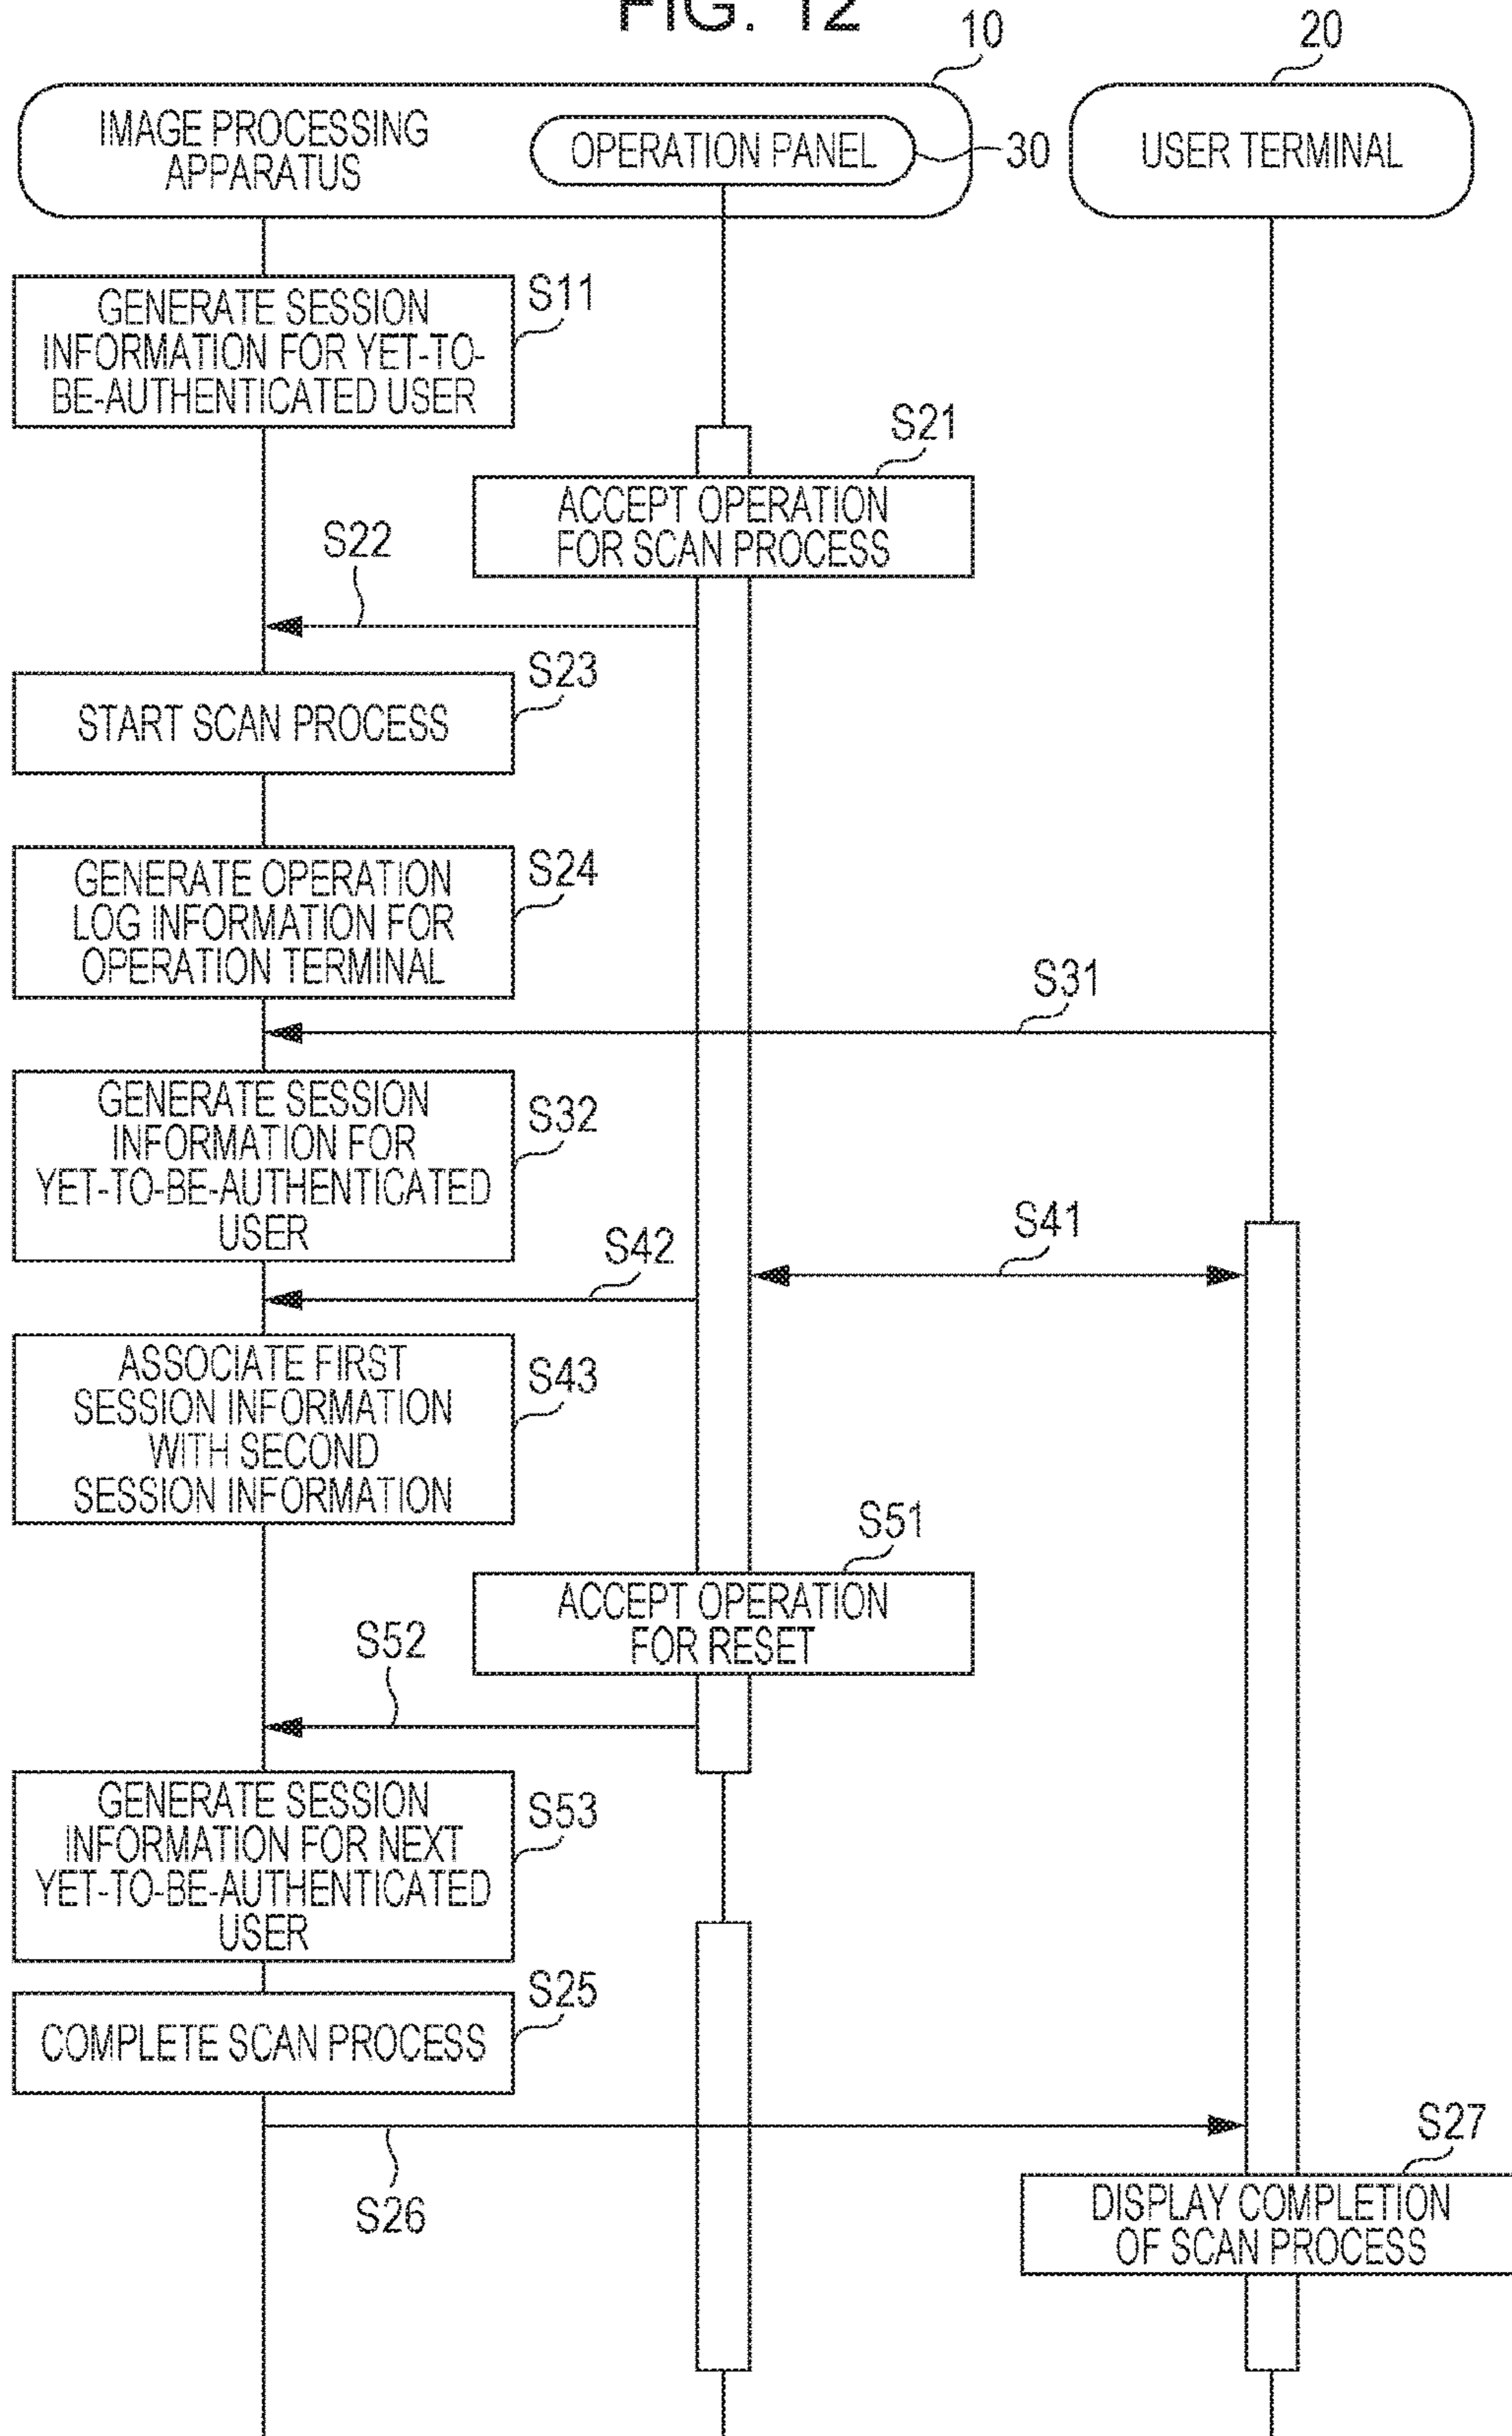 FIG. 12
10
20
IMAGE PROCESSING
APPARATUS
OPERATION PANEL
30
USER TERMINAL
S11
GENERATE SESSION
INFORMATION FOR YET-TO-
BE-AUTHENTICATED USER
S21
ACCEPT OPERATION
FOR SCAN PROCESS
S22
S23
START SCAN PROCESS
S24
GENERATE OPERATION
LOG INFORMATION FOR
OPERATION TERMINAL
S31
GENERATE SESSION
INFORMATION FOR
YET-TO-BE-AUTHENTICATED
USER
S32
S41
S42
ASSOCIATE FIRST
SESSION INFORMATION
WITH SECOND
SESSION INFORMATION
S43
S51
ACCEPT OPERATION
FOR RESET
S52
GENERATE SESSION
INFORMATION FOR NEXT
YET-TO-BE-AUTHENTICATED
USER
S53
S25
COMPLETE SCAN PROCESS
S26
S27
DISPLAY COMPLETION
OF SCAN PROCESS